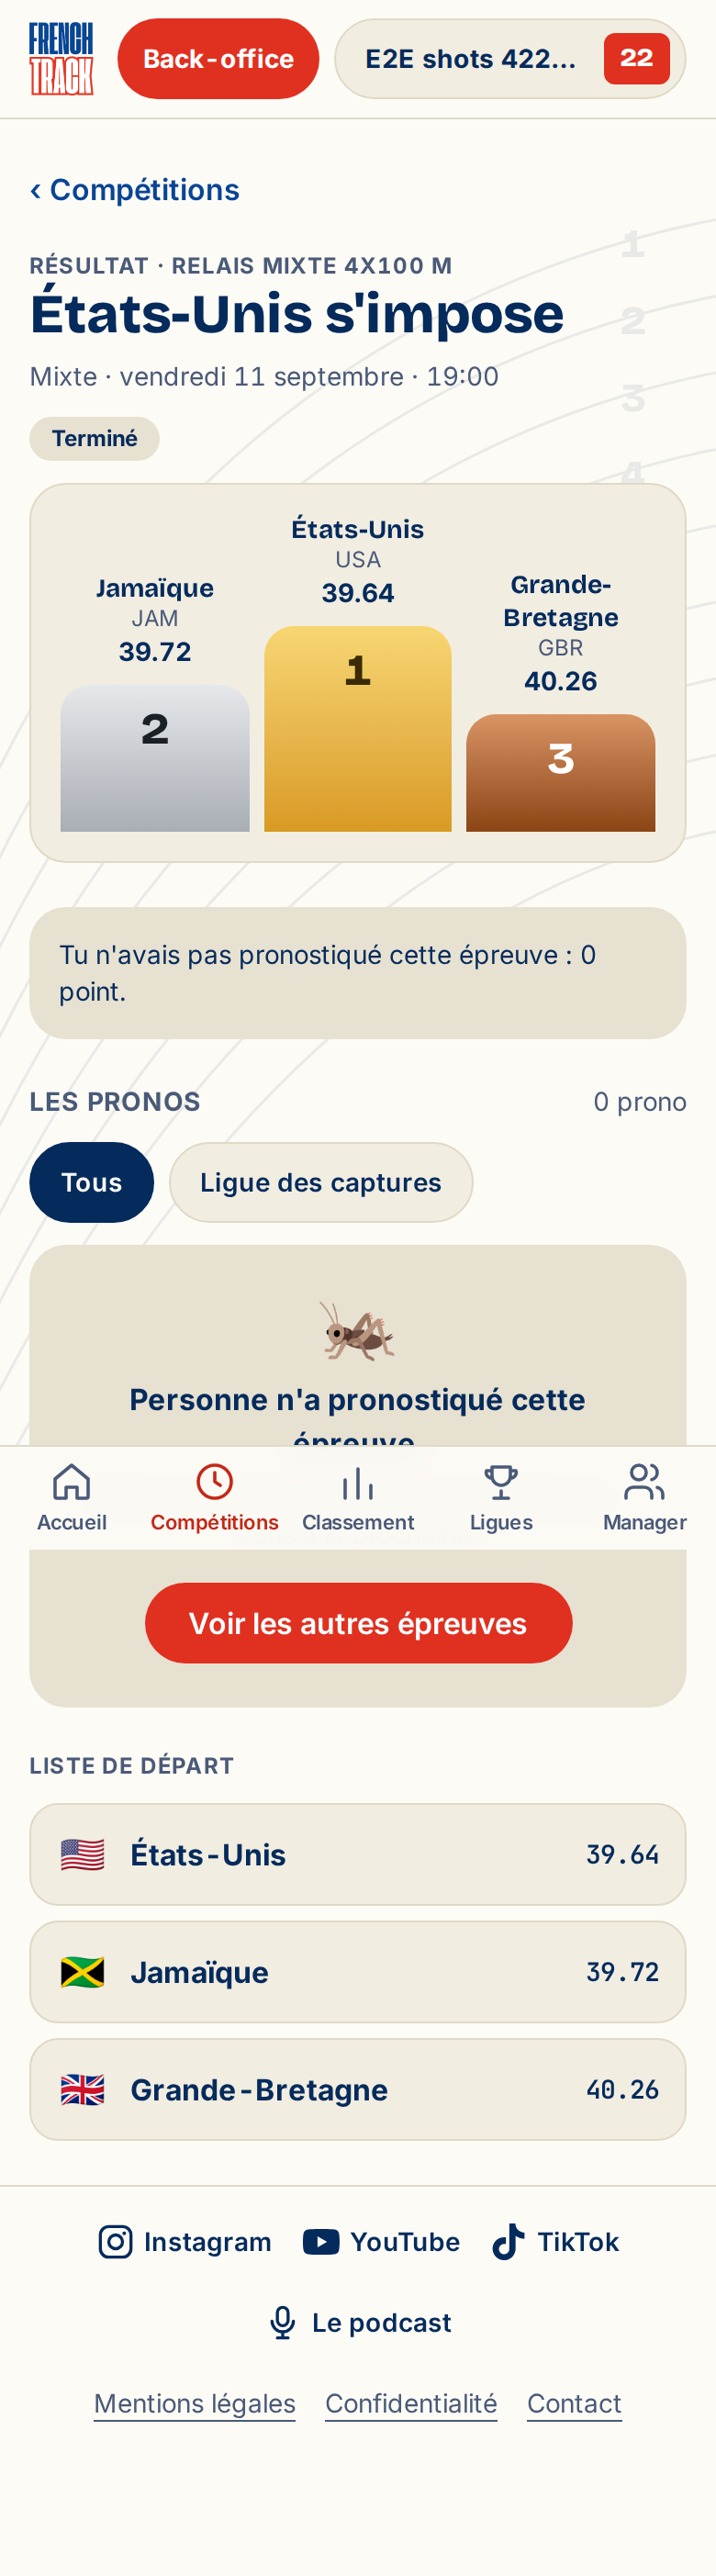 FRENCH
TRACK
Back-office
E2E shots 422...
22
‹ Compétitions
RÉSULTAT · RELAIS MIXTE 4X100 M
États-Unis s'impose
Mixte · vendredi 11 septembre · 19:00
Terminé
1
2
3
4
États-Unis
USA
39.64
1
Jamaïque
JAM
39.72
2
Grande-
Bretagne
GBR
40.26
3
Tu n'avais pas pronostiqué cette épreuve : 0
point.
LES PRONOS
0 prono
Tous
Ligue des captures
Personne n'a pronostiqué cette
épreuve
Accueil
Compétitions
Classement
Ligues
Manager
Voir les autres épreuves
LISTE DE DÉPART
États-Unis
39.64
Jamaïque
39.72
Grande-Bretagne
40.26
Instagram
YouTube
TikTok
Le podcast
Mentions légales
Confidentialité
Contact